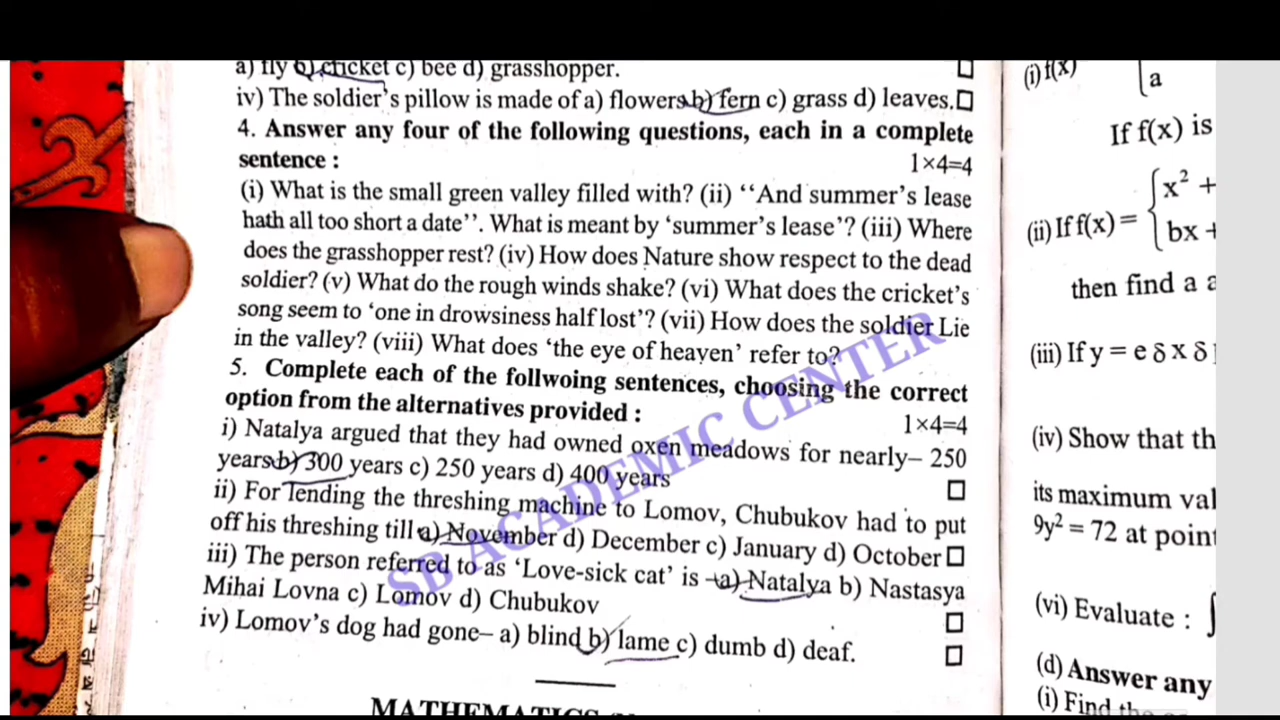 a) fly b) cricket c) bee d) grasshopper.
iv) The soldier's pillow is made of a) flowers b) fern c) grass d) leaves.
4. Answer any four of the following questions, each in a complete
sentence : 1×4=4
(i) What is the small green valley filled with? (ii) ‘‘And summer's lease
hath all too short a date’’. What is meant by ‘summer's lease’? (iii) Where
does the grasshopper rest? (iv) How does Nature show respect to the dead
soldier? (v) What do the rough winds shake? (vi) What does the cricket's
song seem to ‘one in drowsiness half lost’? (vii) How does the soldier Lie
in the valley? (viii) What does ‘the eye of heaven’ refer to?
5. Complete each of the follwoing sentences, choosing the correct
option from the alternatives provided : 1×4=4
i) Natalya argued that they had owned oxen meadows for nearly– 250
years b) 300 years c) 250 years d) 400 years
ii) For lending the threshing machine to Lomov, Chubukov had to put
off his threshing till a) November d) December c) January d) October
iii) The person referred to as ‘Love-sick cat’ is – a) Natalya b) Nastasya
Mihai Lovna c) Lomov d) Chubukov
iv) Lomov's dog had gone– a) blind b) lame c) dumb d) deaf.
SB ACADEMIC CENTER
(i) f(x)
a
If f(x) is
x² +
(ii) If f(x) =
bx +
then find a
(iii) If y = e
(iv) Show that th
its maximum val
9y² = 72 at point
(vi) Evaluate : ∫
(d) Answer any
(i) Find the